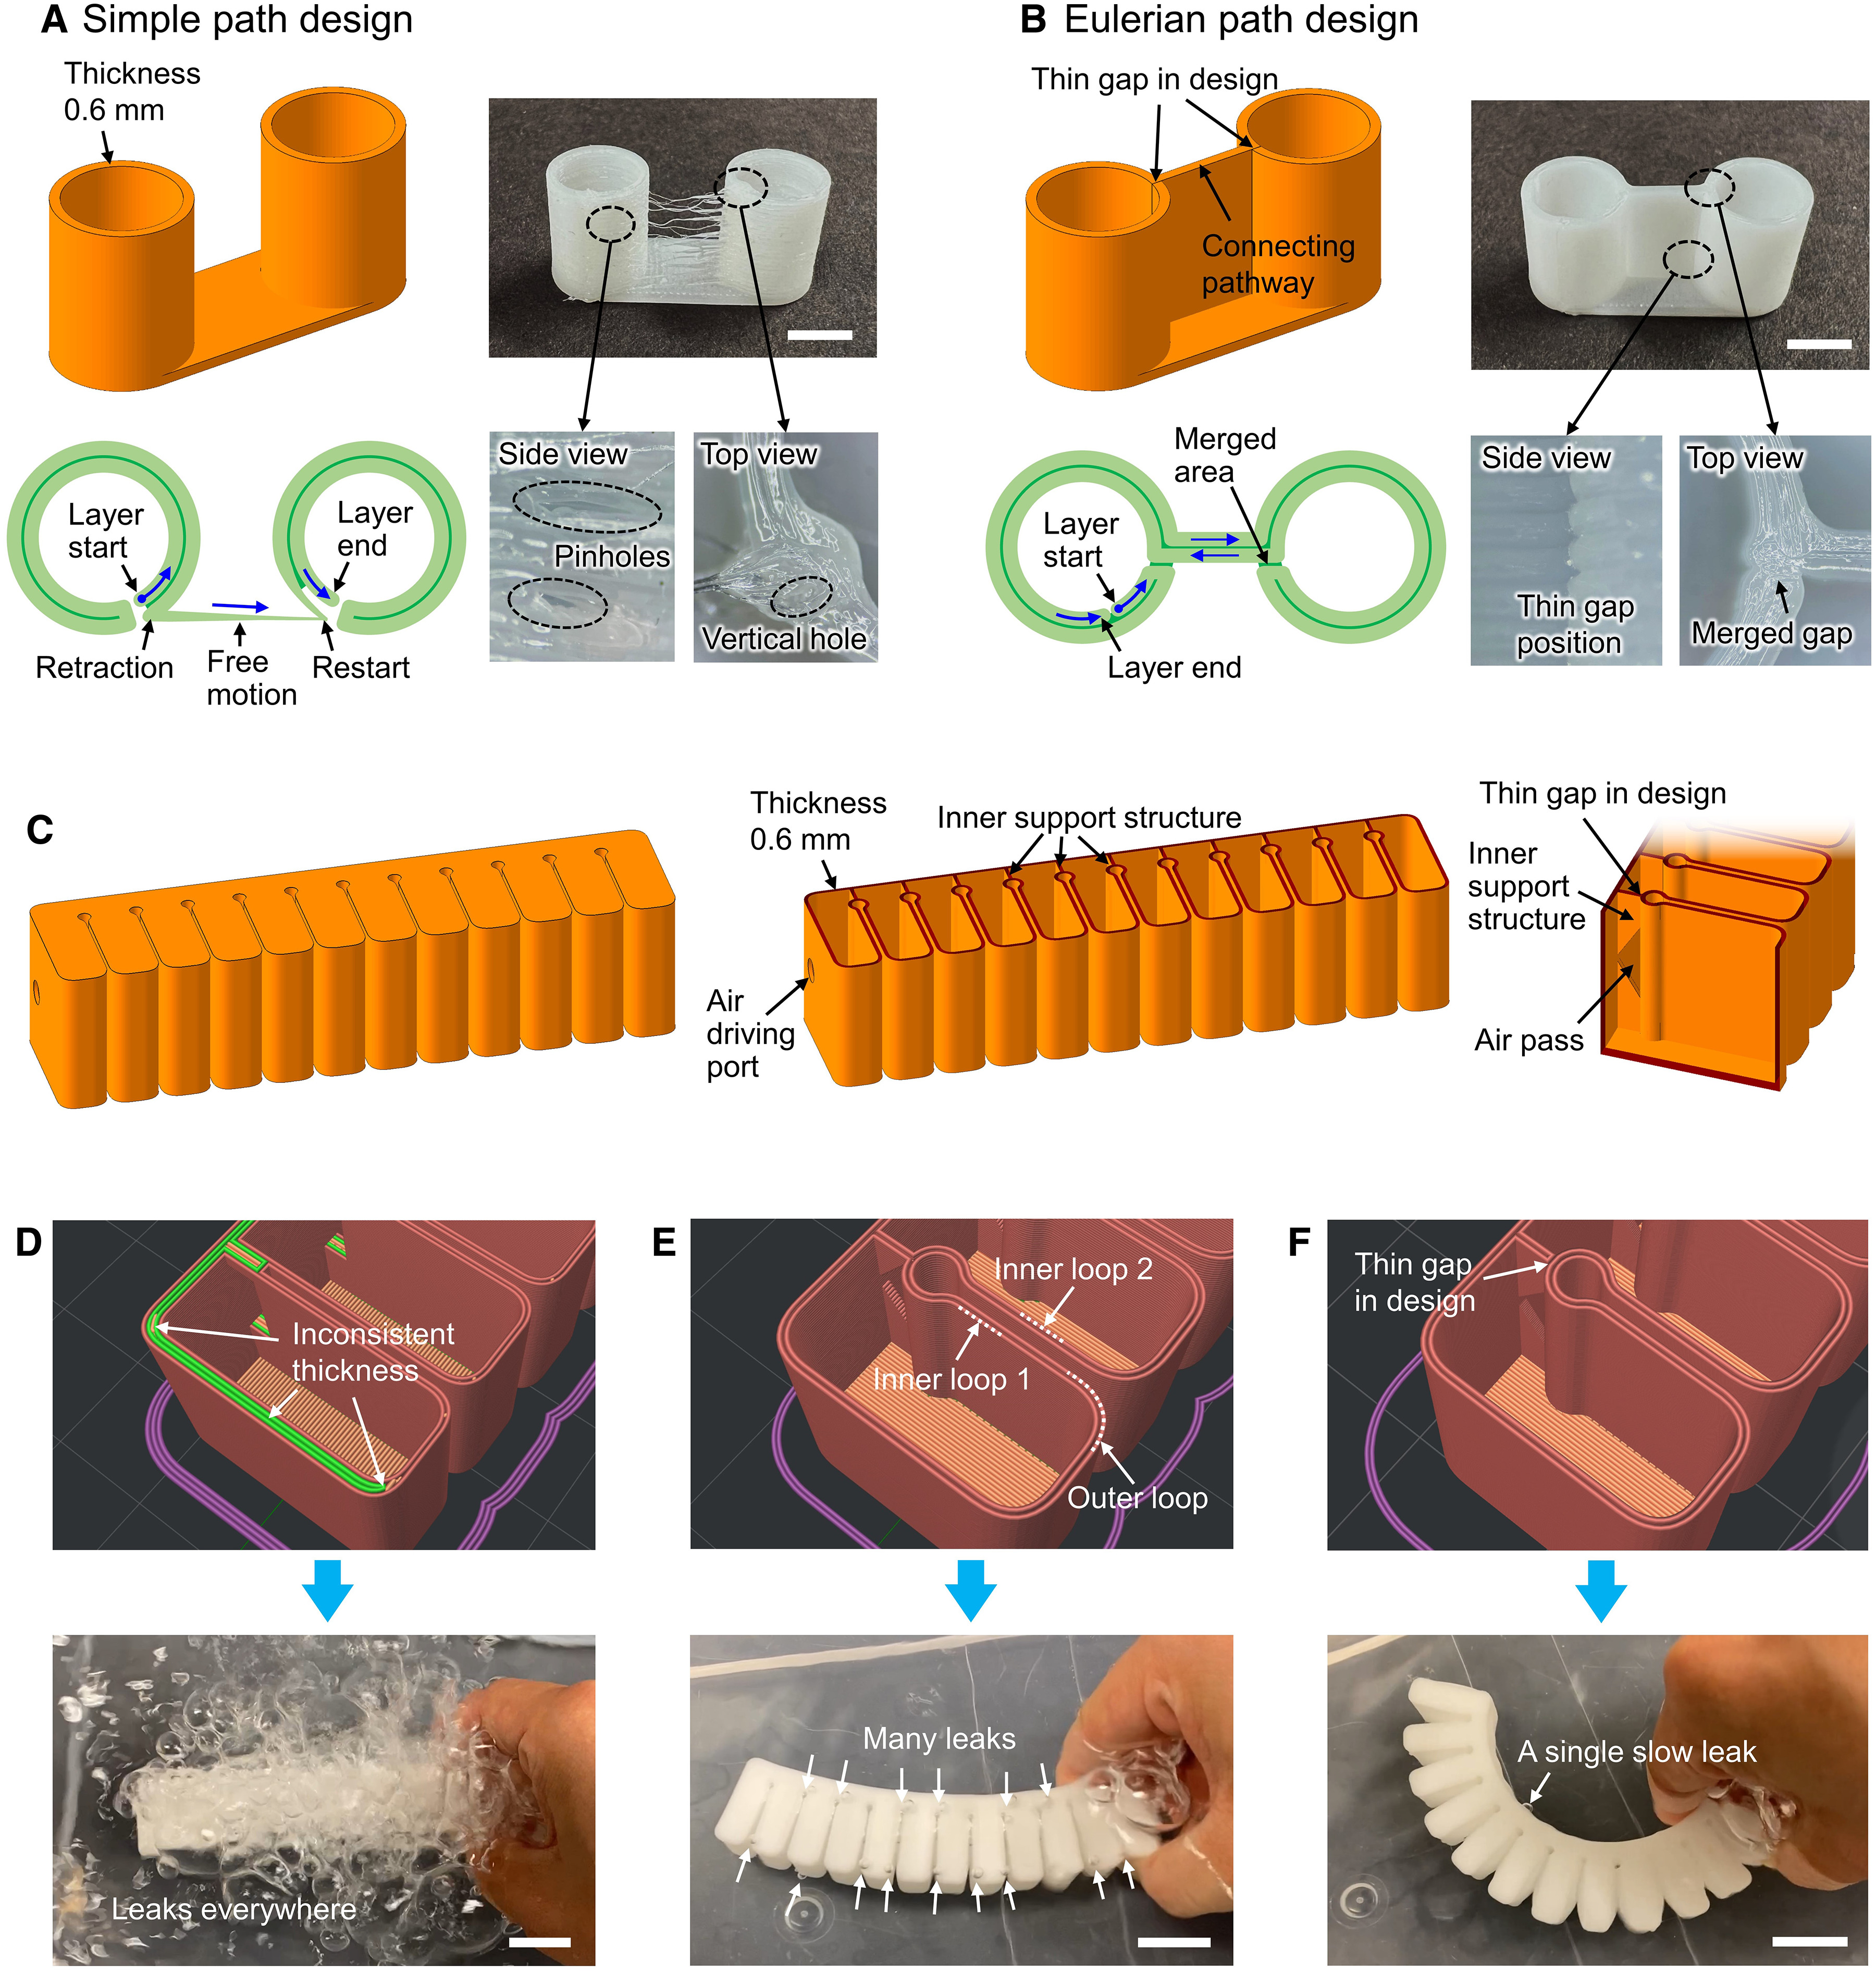 A Simple path design
Thickness
0.6 mm
Layer
start
Layer
end
Retraction
Free
motion
Restart
Side view
Pinholes
Top view
Vertical hole
B Eulerian path design
Thin gap in design
Connecting
pathway
Merged
area
Layer
start
Layer end
Side view
Thin gap
position
Top view
Merged gap
C
Thickness
0.6 mm
Inner support structure
Air
driving
port
Thin gap in design
Inner
support
structure
Air pass
D
Inconsistent
thickness
Leaks everywhere
E
Inner loop 2
Inner loop 1
Outer loop
Many leaks
F
Thin gap
in design
A single slow leak